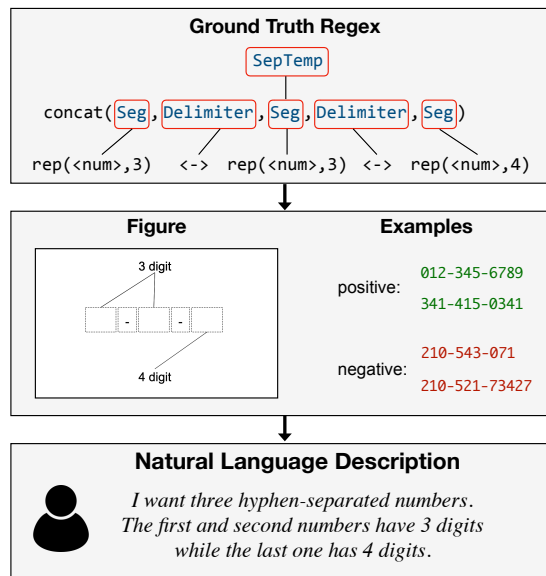 Ground Truth Regex
SepTemp
concat(Seg,Delimiter,Seg,Delimiter,Seg)
rep(<num>,3) <-> rep(<num>,3) <-> rep(<num>,4)
Figure
3 digit
- -
4 digit
Examples
positive:
012-345-6789
341-415-0341
negative:
210-543-071
210-521-73427
Natural Language Description
I want three hyphen-separated numbers.
The first and second numbers have 3 digits
while the last one has 4 digits.